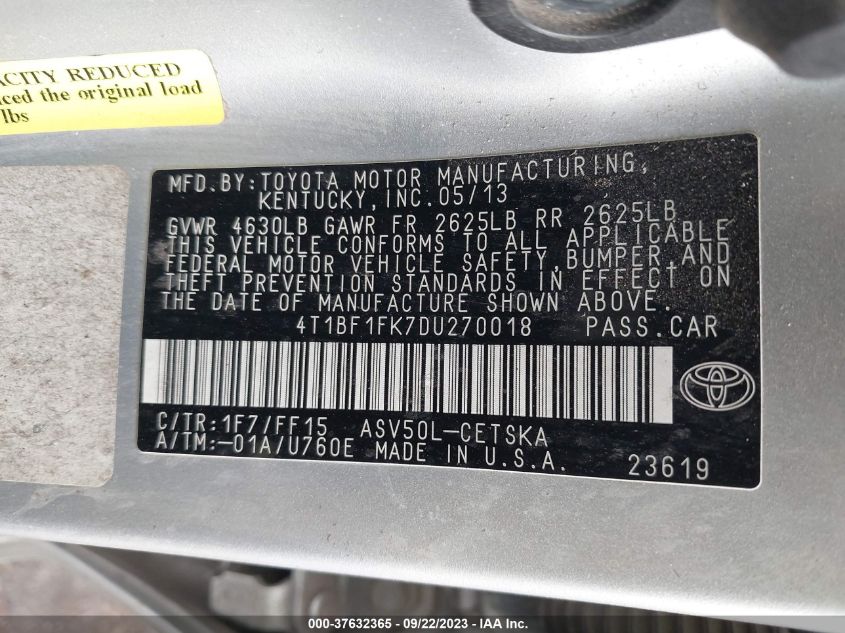 ACITY REDUCED
ced the original load
lbs
MFD.BY:TOYOTA MOTOR MANUFACTURING,
KENTUCKY,INC.05/13
GVWR 4630LB GAWR FR 2625LB RR 2625LB
THIS VEHICLE CONFORMS TO ALL APPLICABLE
FEDERAL MOTOR VEHICLE SAFETY,BUMPER,AND
THEFT PREVENTION STANDARDS IN EFFECT ON
THE DATE OF MANUFACTURE SHOWN ABOVE.
4T1BF1FK7DU270018 PASS.CAR
C/TR:1F7/FF15 ASV50L-CETSKA
A/TM:-01A/U760E MADE IN U.S.A. 23619
000-37632365 - 09/22/2023 - IAA Inc.